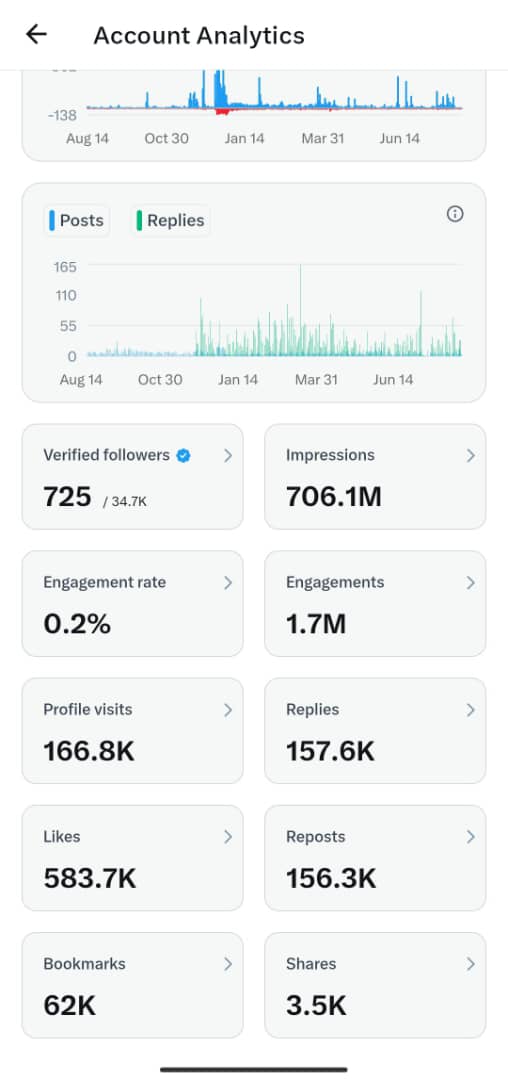 Account Analytics
-138
Aug 14 Oct 30 Jan 14 Mar 31 Jun 14
Posts Replies
165
110
55
0
Aug 14 Oct 30 Jan 14 Mar 31 Jun 14
Verified followers
725 / 34.7K
Impressions
706.1M
Engagement rate
0.2%
Engagements
1.7M
Profile visits
166.8K
Replies
157.6K
Likes
583.7K
Reposts
156.3K
Bookmarks
62K
Shares
3.5K